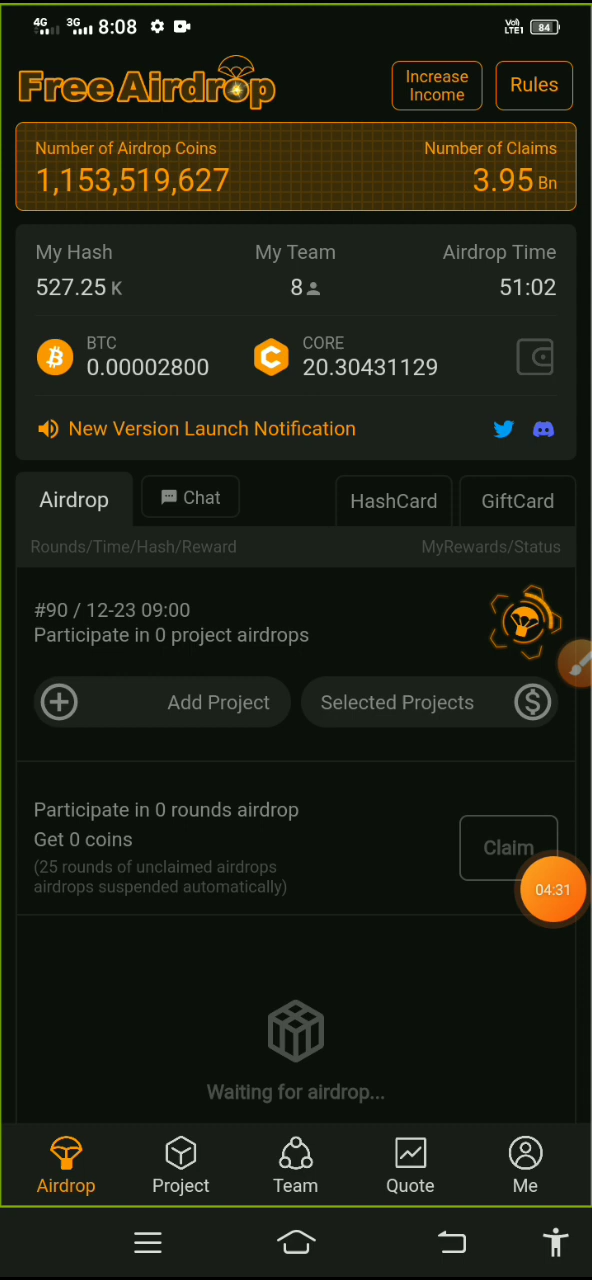 4G 3G 8:08 VoI) LTE1 84
Free Airdrop
Increase
Income
Rules
Number of Airdrop Coins Number of Claims
1,153,519,627 3.95 Bn
My Hash My Team Airdrop Time
527.25 K 8 51:02
BTC CORE
0.00002800 20.30431129
New Version Launch Notification
Airdrop Chat HashCard GiftCard
Rounds/Time/Hash/Reward MyRewards/Status
#90 / 12-23 09:00
Participate in 0 project airdrops
Add Project Selected Projects
Participate in 0 rounds airdrop
Get 0 coins
Claim
(25 rounds of unclaimed airdrops
airdrops suspended automatically)
04:31
Waiting for airdrop...
Airdrop Project Team Quote Me